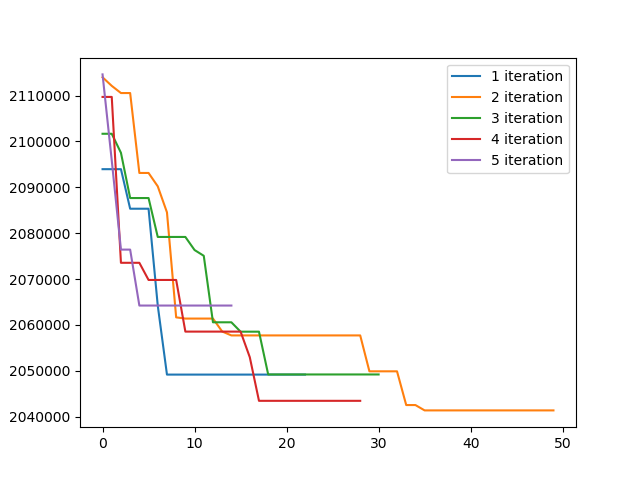 2110000
2100000
2090000
2080000
2070000
2060000
2050000
2040000
0
10
20
30
40
50
1 iteration
2 iteration
3 iteration
4 iteration
5 iteration